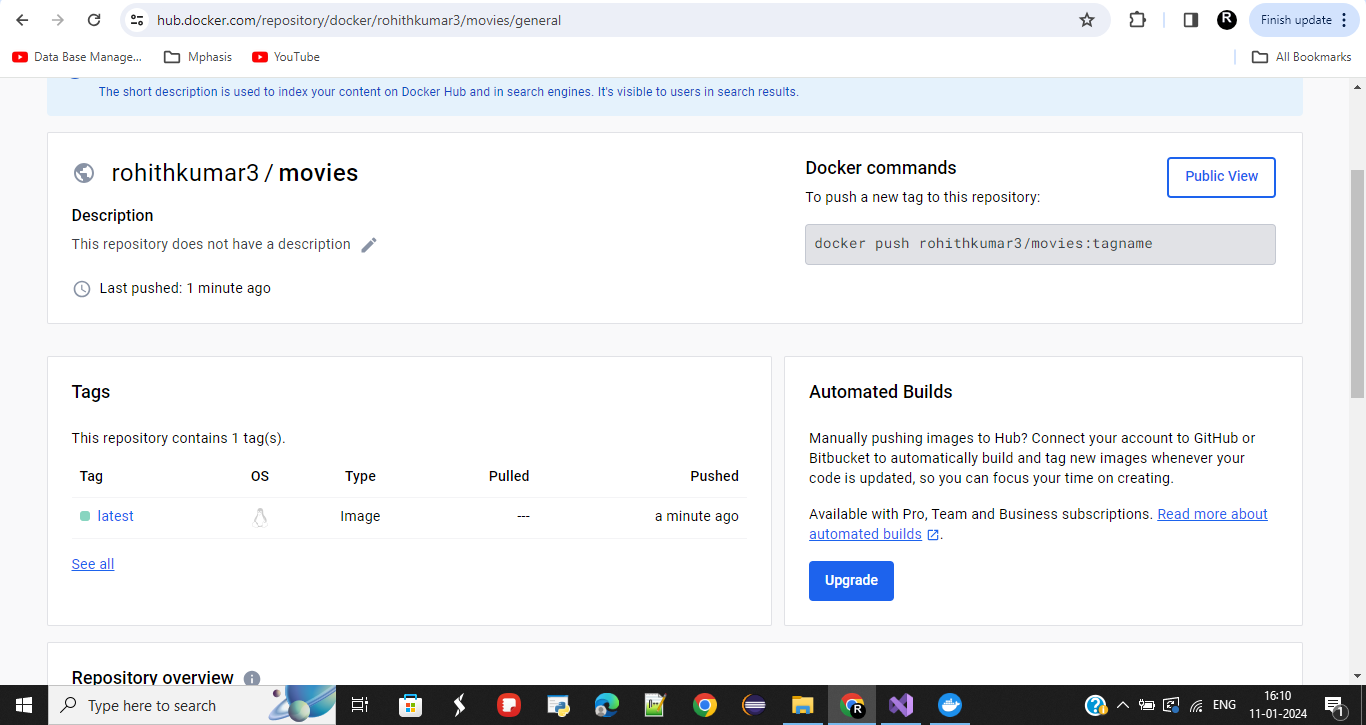 hub.docker.com/repository/docker/rohithkumar3/movies/general
R
Finish update
Data Base Manage...
Mphasis
YouTube
All Bookmarks
The short description is used to index your content on Docker Hub and in search engines. It's visible to users in search results.
rohithkumar3 / movies
Description
This repository does not have a description
Last pushed: 1 minute ago
Docker commands
Public View
To push a new tag to this repository:
docker push rohithkumar3/movies:tagname
Tags
This repository contains 1 tag(s).
Tag OS Type Pulled Pushed
latest Image --- a minute ago
See all
Automated Builds
Manually pushing images to Hub? Connect your account to GitHub or
Bitbucket to automatically build and tag new images whenever your
code is updated, so you can focus your time on creating.
Available with Pro, Team and Business subscriptions. Read more about
automated builds .
Upgrade
Repository overview
Type here to search
R
ENG
16:10
11-01-2024
1